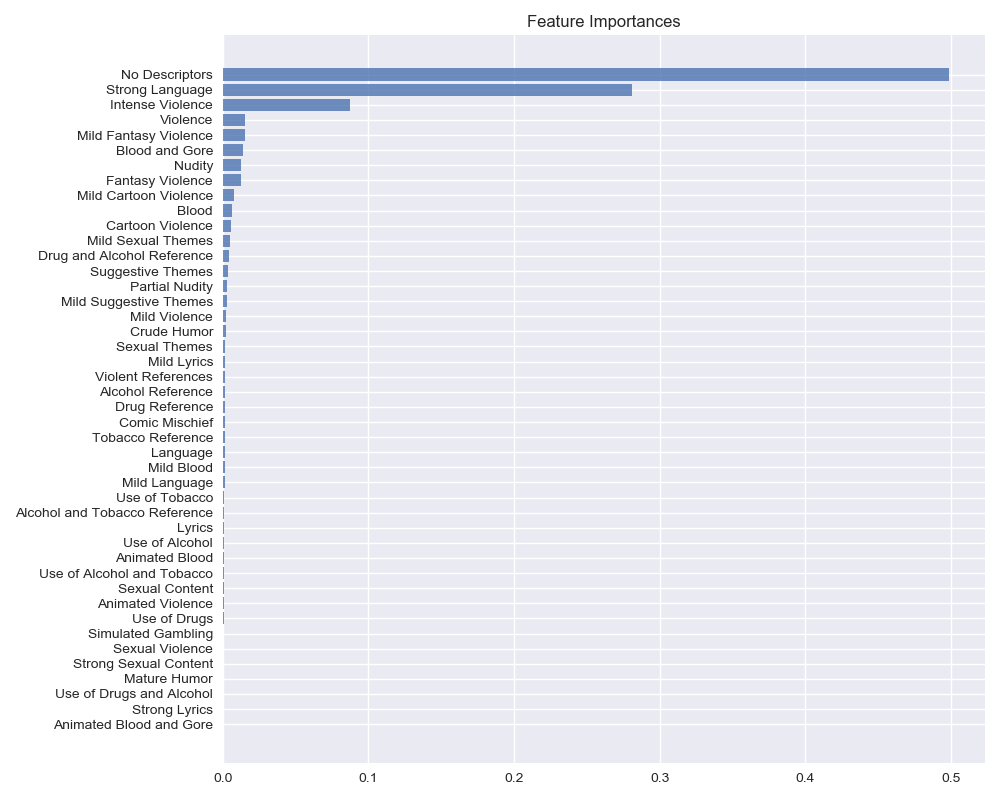 Feature Importances
No Descriptors
Strong Language
Intense Violence
Violence
Mild Fantasy Violence
Blood and Gore
Nudity
Fantasy Violence
Mild Cartoon Violence
Blood
Cartoon Violence
Mild Sexual Themes
Drug and Alcohol Reference
Suggestive Themes
Partial Nudity
Mild Suggestive Themes
Mild Violence
Crude Humor
Sexual Themes
Mild Lyrics
Violent References
Alcohol Reference
Drug Reference
Comic Mischief
Tobacco Reference
Language
Mild Blood
Mild Language
Use of Tobacco
Alcohol and Tobacco Reference
Lyrics
Use of Alcohol
Animated Blood
Use of Alcohol and Tobacco
Sexual Content
Animated Violence
Use of Drugs
Simulated Gambling
Sexual Violence
Strong Sexual Content
Mature Humor
Use of Drugs and Alcohol
Strong Lyrics
Animated Blood and Gore
0.0 0.1 0.2 0.3 0.4 0.5